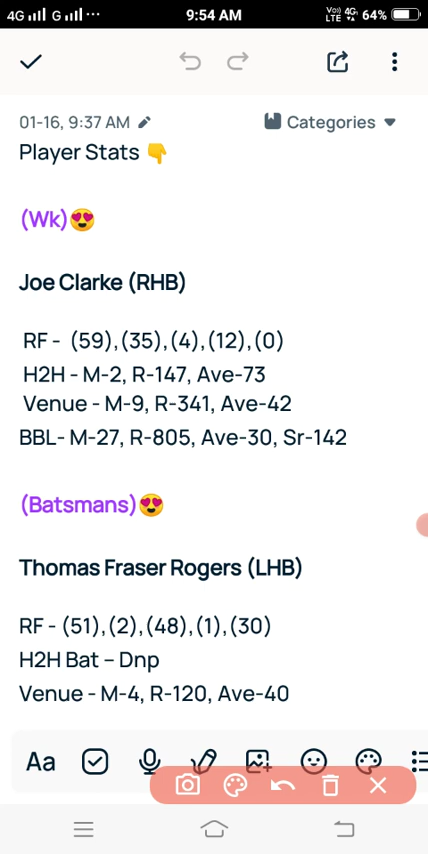 4G G ... 9:54 AM Vo) LTE 4G 64%
01-16, 9:37 AM Categories
Player Stats 👇
(Wk)😍
Joe Clarke (RHB)
RF - (59),(35),(4),(12),(0)
H2H - M-2, R-147, Ave-73
Venue - M-9, R-341, Ave-42
BBL- M-27, R-805, Ave-30, Sr-142
(Batsmans)😍
Thomas Fraser Rogers (LHB)
RF - (51),(2),(48),(1),(30)
H2H Bat – Dnp
Venue - M-4, R-120, Ave-40
Aa